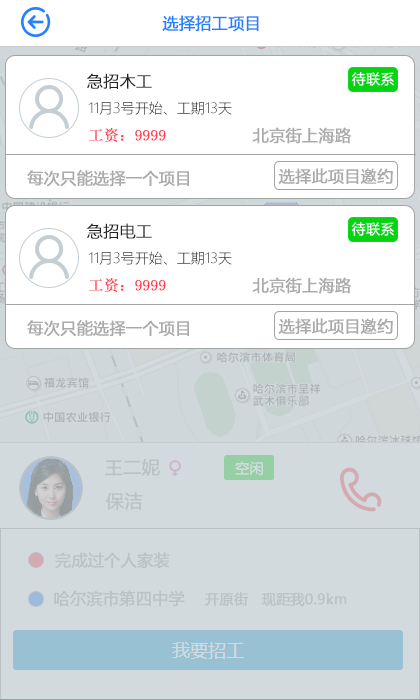 选择招工项目
急招木工 待联系
11月3号开始、工期13天
工资：9999 北京街上海路
每次只能选择一个项目 选择此项目邀约
急招电工 待联系
11月3号开始、工期13天
工资：9999 北京街上海路
每次只能选择一个项目 选择此项目邀约
哈尔滨市体育局
禧龙宾馆
哈尔滨市呈祥
武术俱乐部
中国农业银行
哈尔滨冰球馆
王二妮 空闲
保洁
完成过个人家装
哈尔滨市第四中学 开原街 现距我0.9km
我要招工